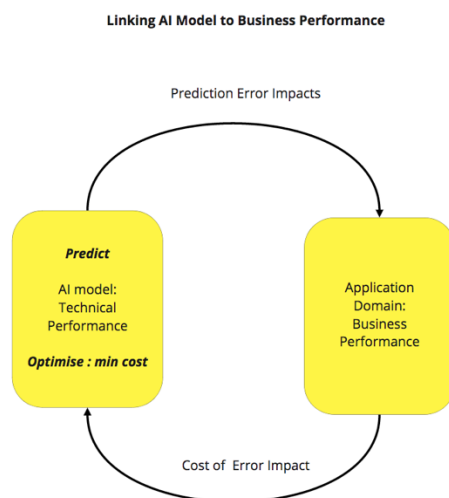 Linking AI Model to Business Performance
Prediction Error Impacts
Predict
AI model:
Technical
Performance
Optimise : min cost
Application
Domain:
Business
Performance
Cost of Error Impact